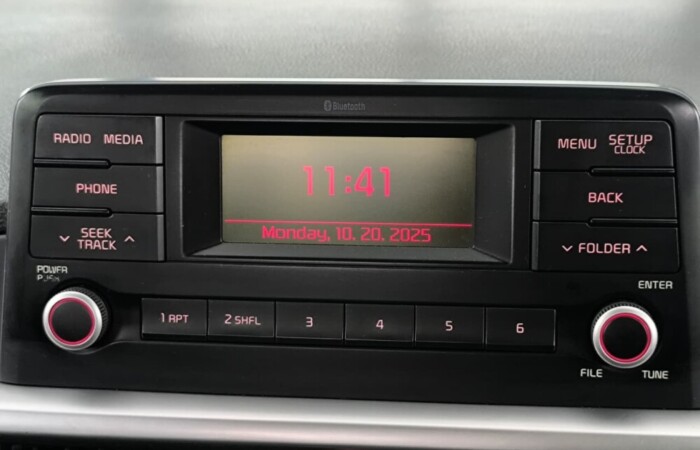 Bluetooth
RADIO MEDIA
PHONE
SEEK
TRACK
11:41
Monday, 10. 20. 2025
MENU SETUP
CLOCK
BACK
FOLDER
POWER
ENTER
1 RPT
2 SHFL
3
4
5
6
FILE
TUNE